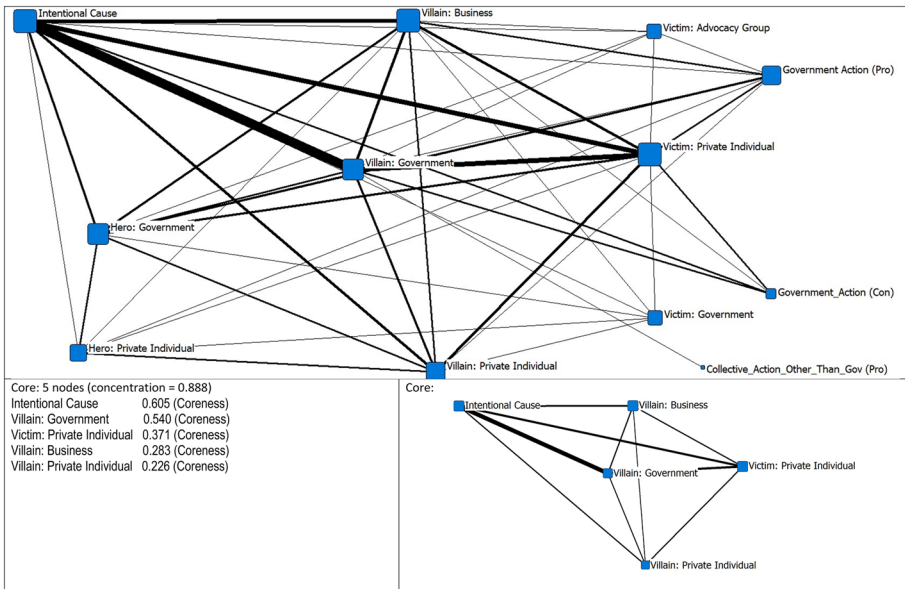 Intentional Cause
Villain: Business
Victim: Advocacy Group
Government Action (Pro)
Victim: Private Individual
Villain: Government
Hero: Government
Government_Action (Con)
Victim: Government
Hero: Private Individual
Villain: Private Individual
Collective_Action_Other_Than_Gov (Pro)
Core: 5 nodes (concentration = 0.888)
Intentional Cause 0.605 (Coreness)
Villain: Government 0.540 (Coreness)
Victim: Private Individual 0.371 (Coreness)
Villain: Business 0.283 (Coreness)
Villain: Private Individual 0.226 (Coreness)
Core:
Intentional Cause
Villain: Business
Victim: Private Individual
Villain: Government
Villain: Private Individual